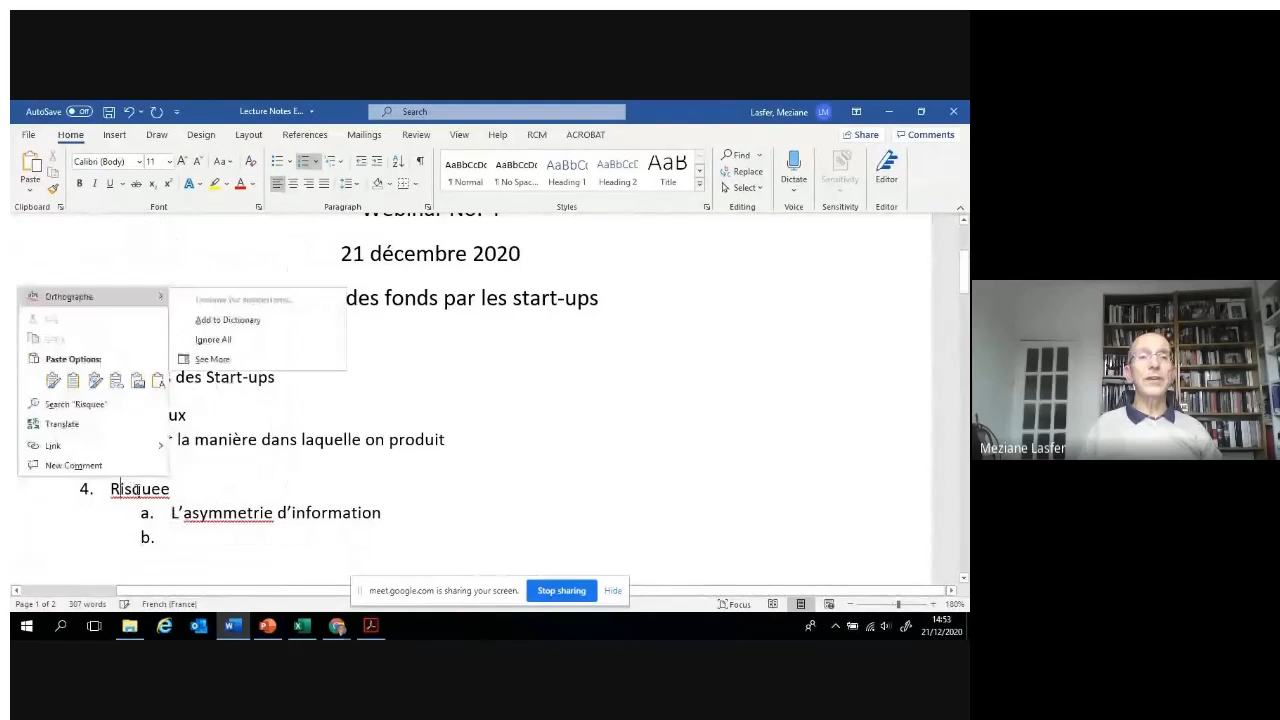 AutoSave Off Lecture Notes E... Search Lasfer, Meziane LM
File Home Insert Draw Design Layout References Mailings Review View Help RCM ACROBAT Share Comments
Calibri (Body) 11 Aa AaBbCcDc AaBbCcDc AaBbCc AaBbCcC AaB Find
Paste Replace Dictate Sensitivity Editor
B I U ab x₂ x² A A ¶ Normal ¶ No Spac... Heading 1 Heading 2 Title Select
Clipboard Font Paragraph Styles Editing Voice Sensitivity Editor
21 décembre 2020
des fonds par les start-ups
Orthographe
Add to Dictionary
Ignore All
See More
Paste Options:
des Start-ups
Search "Risquee"
ux
Translate
la manière dans laquelle on produit
Link
New Comment
4. Risquee
a. L'asymmetrie d'information
b.
meet.google.com is sharing your screen. Stop sharing Hide
Page 1 of 2 307 words French (France) Focus 180%
14:53
21/12/2020
Meziane Lasfer